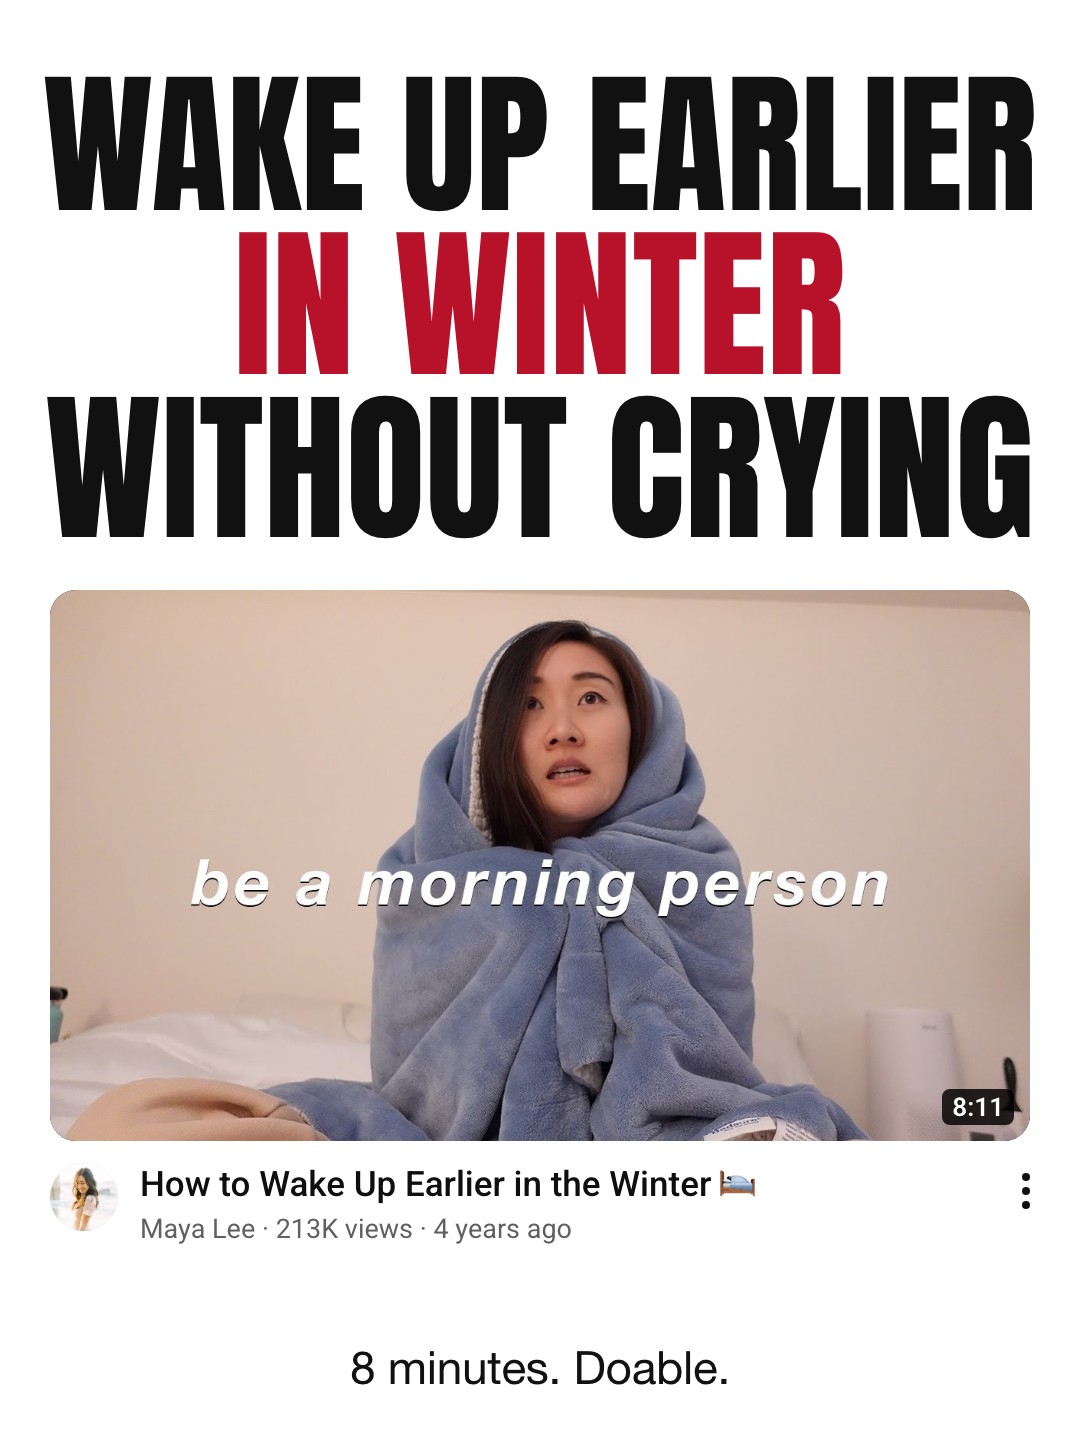 WAKE UP EARLIER
IN WINTER
WITHOUT CRYING
be a morning person
8:11
How to Wake Up Earlier in the Winter 🛌
Maya Lee · 213K views · 4 years ago
8 minutes. Doable.